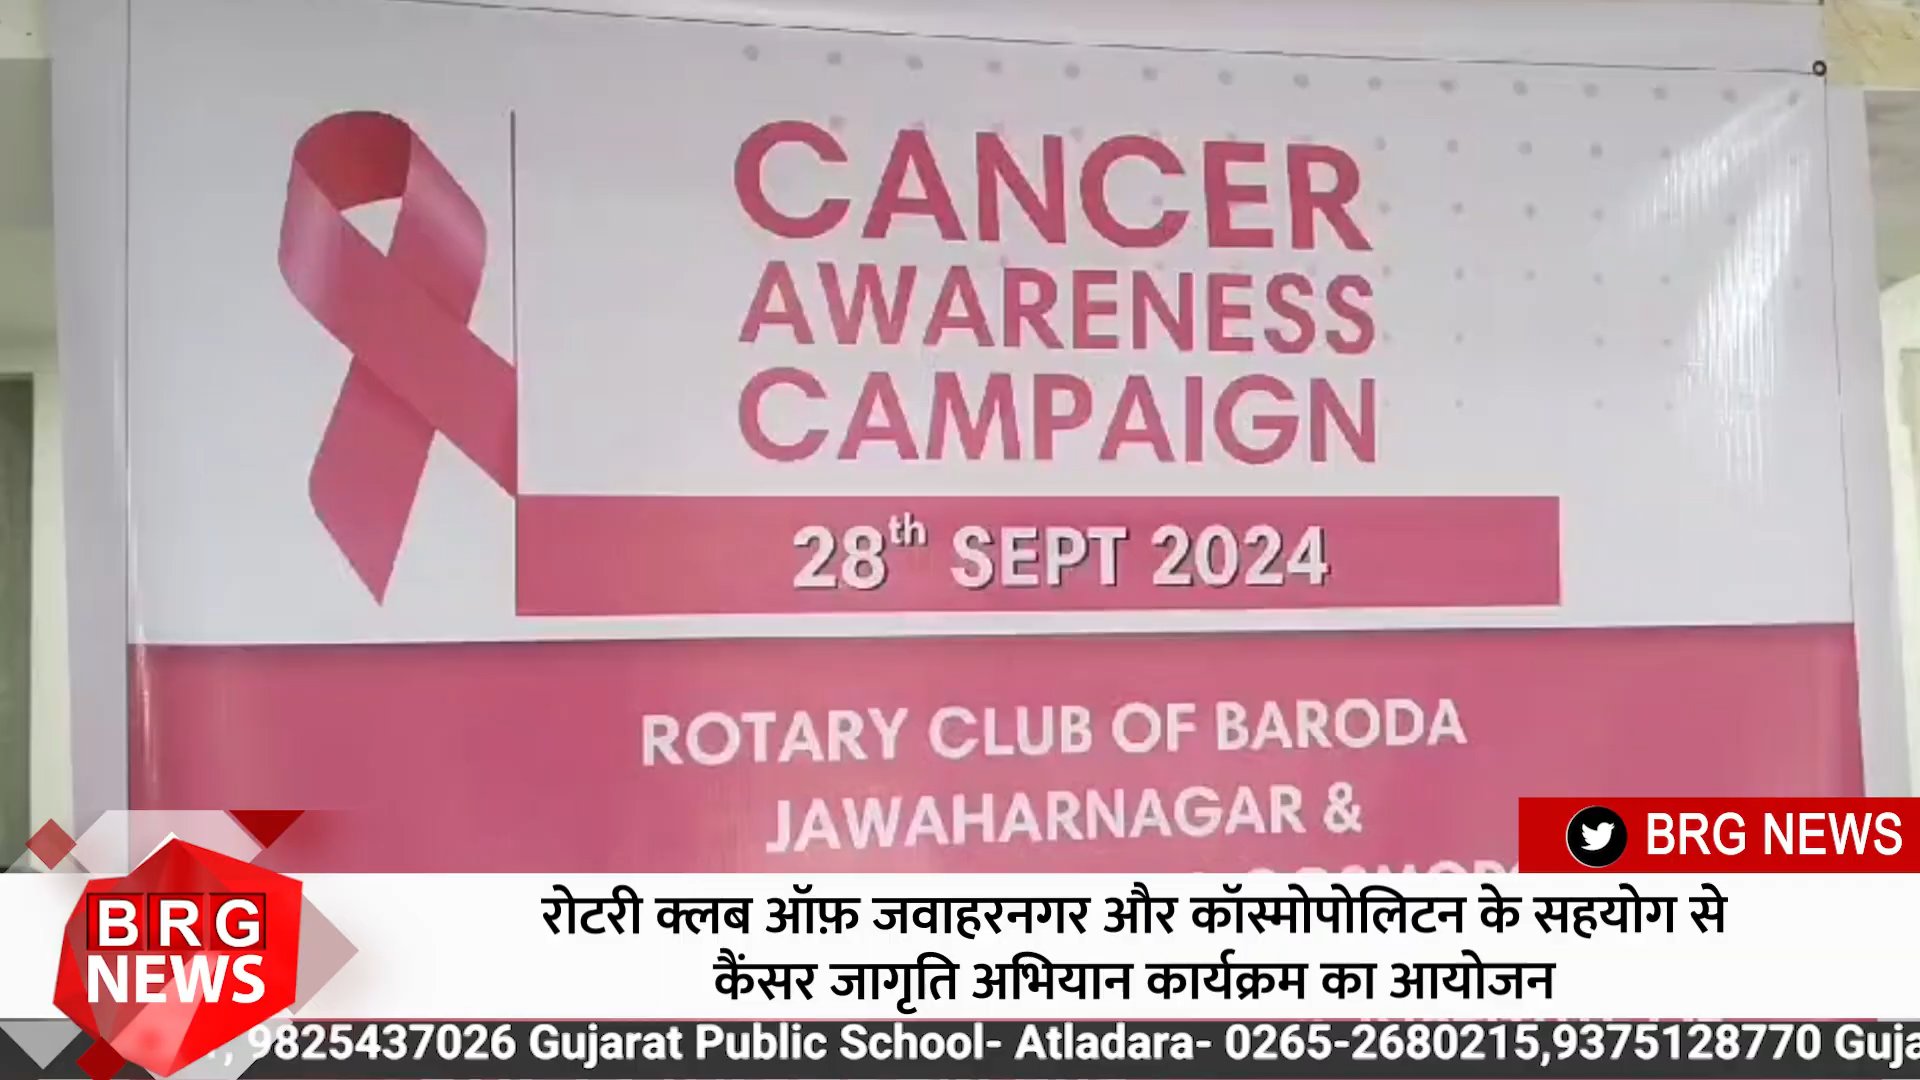 CANCER
AWARENESS
CAMPAIGN
28th SEPT 2024
ROTARY CLUB OF BARODA
JAWAHARNAGAR &
BRG NEWS
BRG
NEWS
रोटरी क्लब ऑफ़ जवाहरनगर और कॉस्मोपोलिटन के सहयोग से
कैंसर जागृति अभियान कार्यक्रम का आयोजन
9825437026 Gujarat Public School- Atladara- 0265-2680215,9375128770 Guja